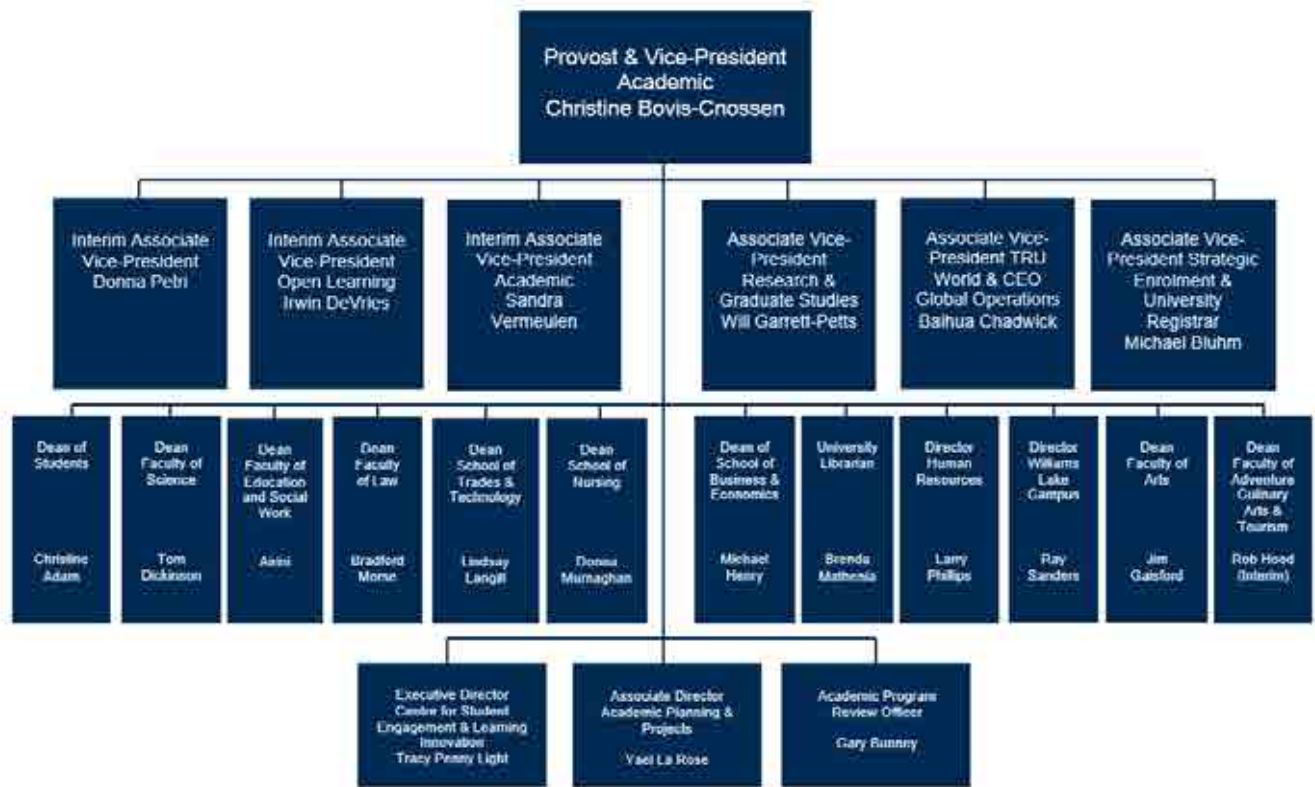 Provost & Vice-President
Academic
Christine Bovis-Cnossen
Interim Associate
Vice-President
Donna Petri
Interim Associate
Vice-President
Open Learning
Irwin DeVries
Interim Associate
Vice-President
Academic
Sandra
Vermeulen
Associate Vice-
President
Research &
Graduate Studies
Will Garrett-Petts
Associate Vice-
President TRU
World & CEO
Global Operations
Baihua Chadwick
Associate Vice-
President Strategic
Enrolment &
University
Registrar
Michael Bluhm
Dean of
Students
Christine
Adam
Dean
Faculty of
Science
Tom
Dickinson
Dean
Faculty of
Education
and Social
Work
Dean
Faculty
of Law
Bradford
Morse
Dean
School of
Trades &
Technology
Lindsay
Langill
Dean
School of
Nursing
Donna
Murnaghan
Dean of
School of
Business &
Economics
Michael
Henry
University
Librarian
Brenda
Mathenia
Director
Human
Resources
Larry
Phillips
Director
Williams
Lake
Campus
Ray
Sanders
Dean
Faculty of
Arts
Jim
Gaisford
Dean
Faculty of
Adventure
Culinary
Arts &
Tourism
Rob Hood
(Interim)
Executive Director
Centre for Student
Engagement & Learning
Innovation
Tracy Penny Light
Associate Director
Academic Planning &
Projects
Yael La Rose
Academic Program
Review Officer
Gary Bunney